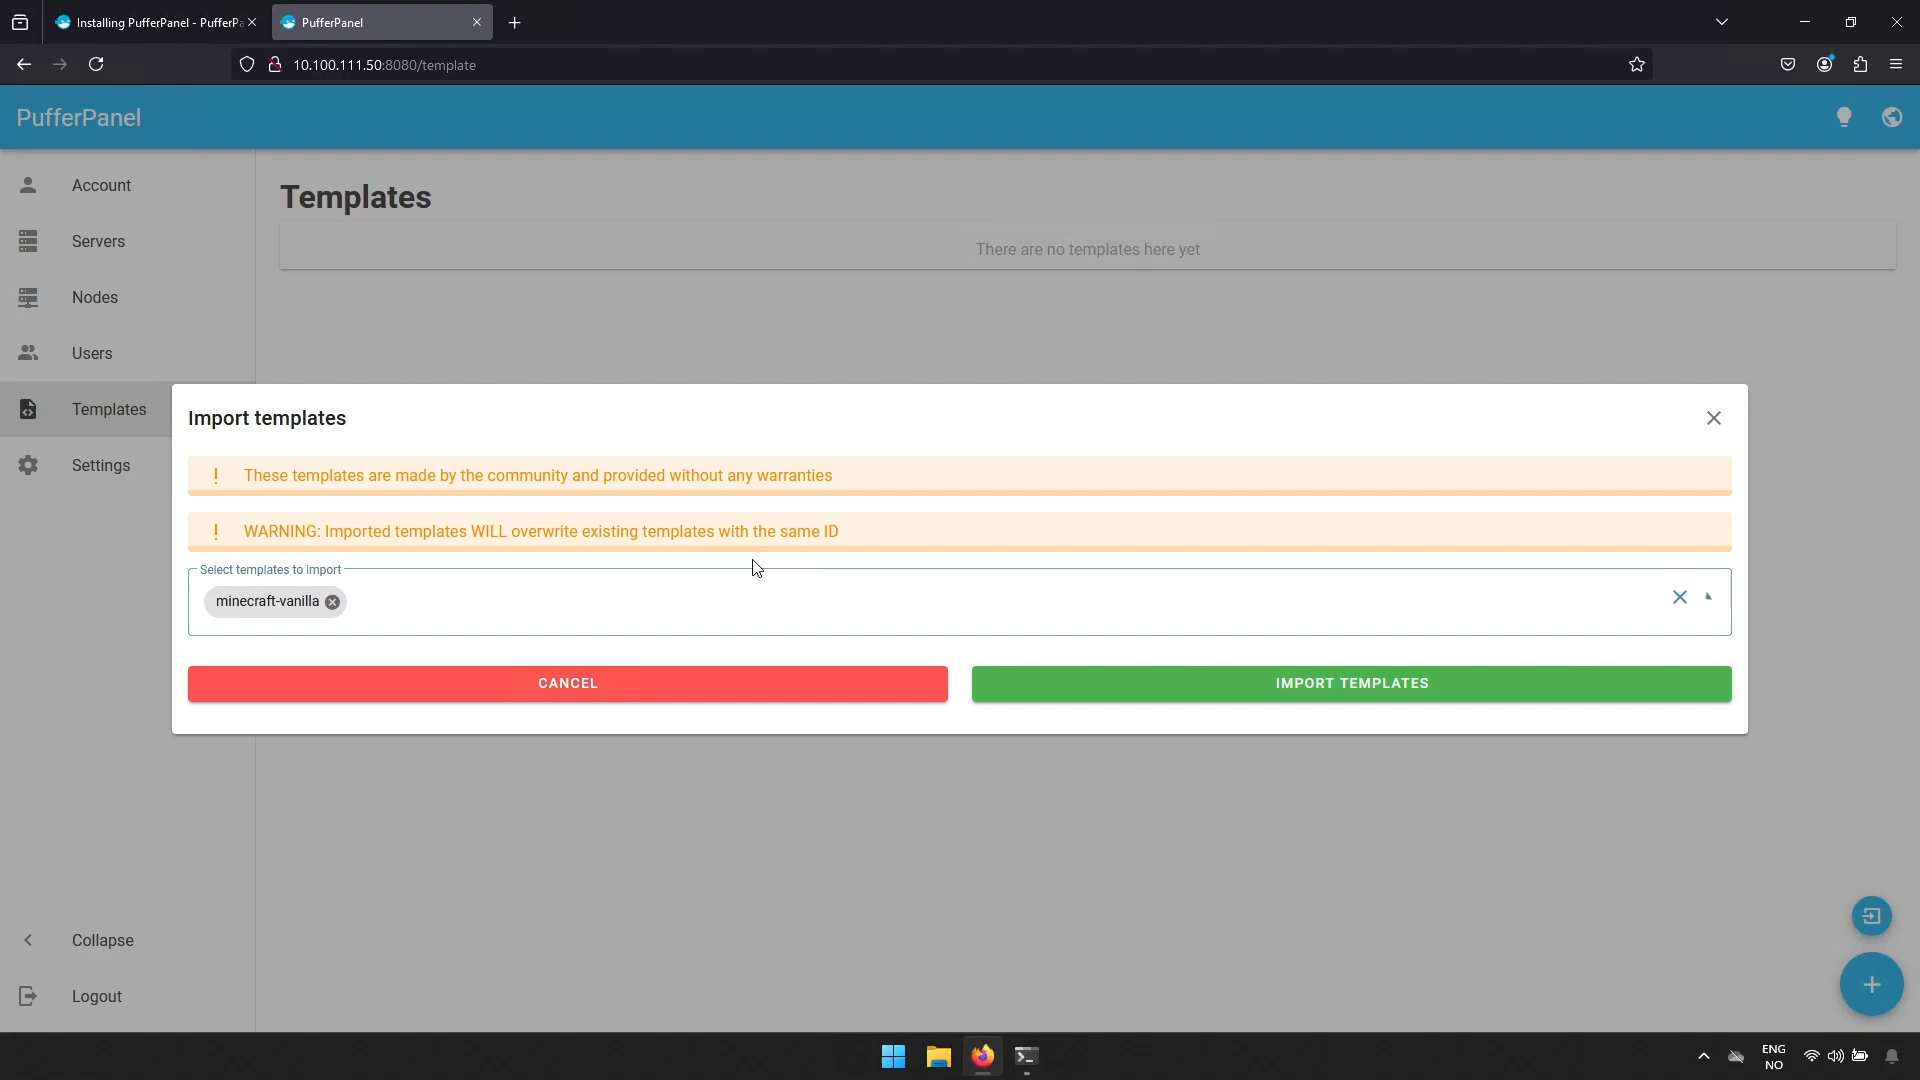 Installing PufferPanel - PufferPa
PufferPanel
10.100.111.50:8080/template
PufferPanel
Account
Servers
Nodes
Users
Templates
Settings
Collapse
Logout
Templates
There are no templates here yet
Import templates
! These templates are made by the community and provided without any warranties
! WARNING: Imported templates WILL overwrite existing templates with the same ID
Select templates to import
minecraft-vanilla
CANCEL
IMPORT TEMPLATES
ENG
NO